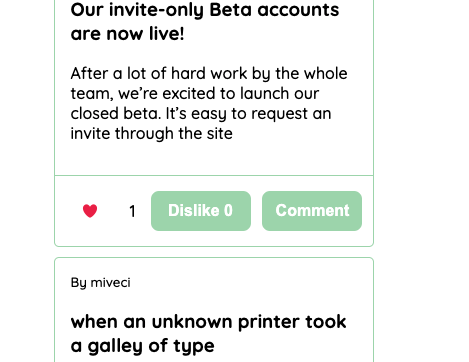 Our invite-only Beta accounts
are now live!
After a lot of hard work by the whole
team, we’re excited to launch our
closed beta. It’s easy to request an
invite through the site
1 Dislike 0 Comment
By miveci
when an unknown printer took
a galley of type